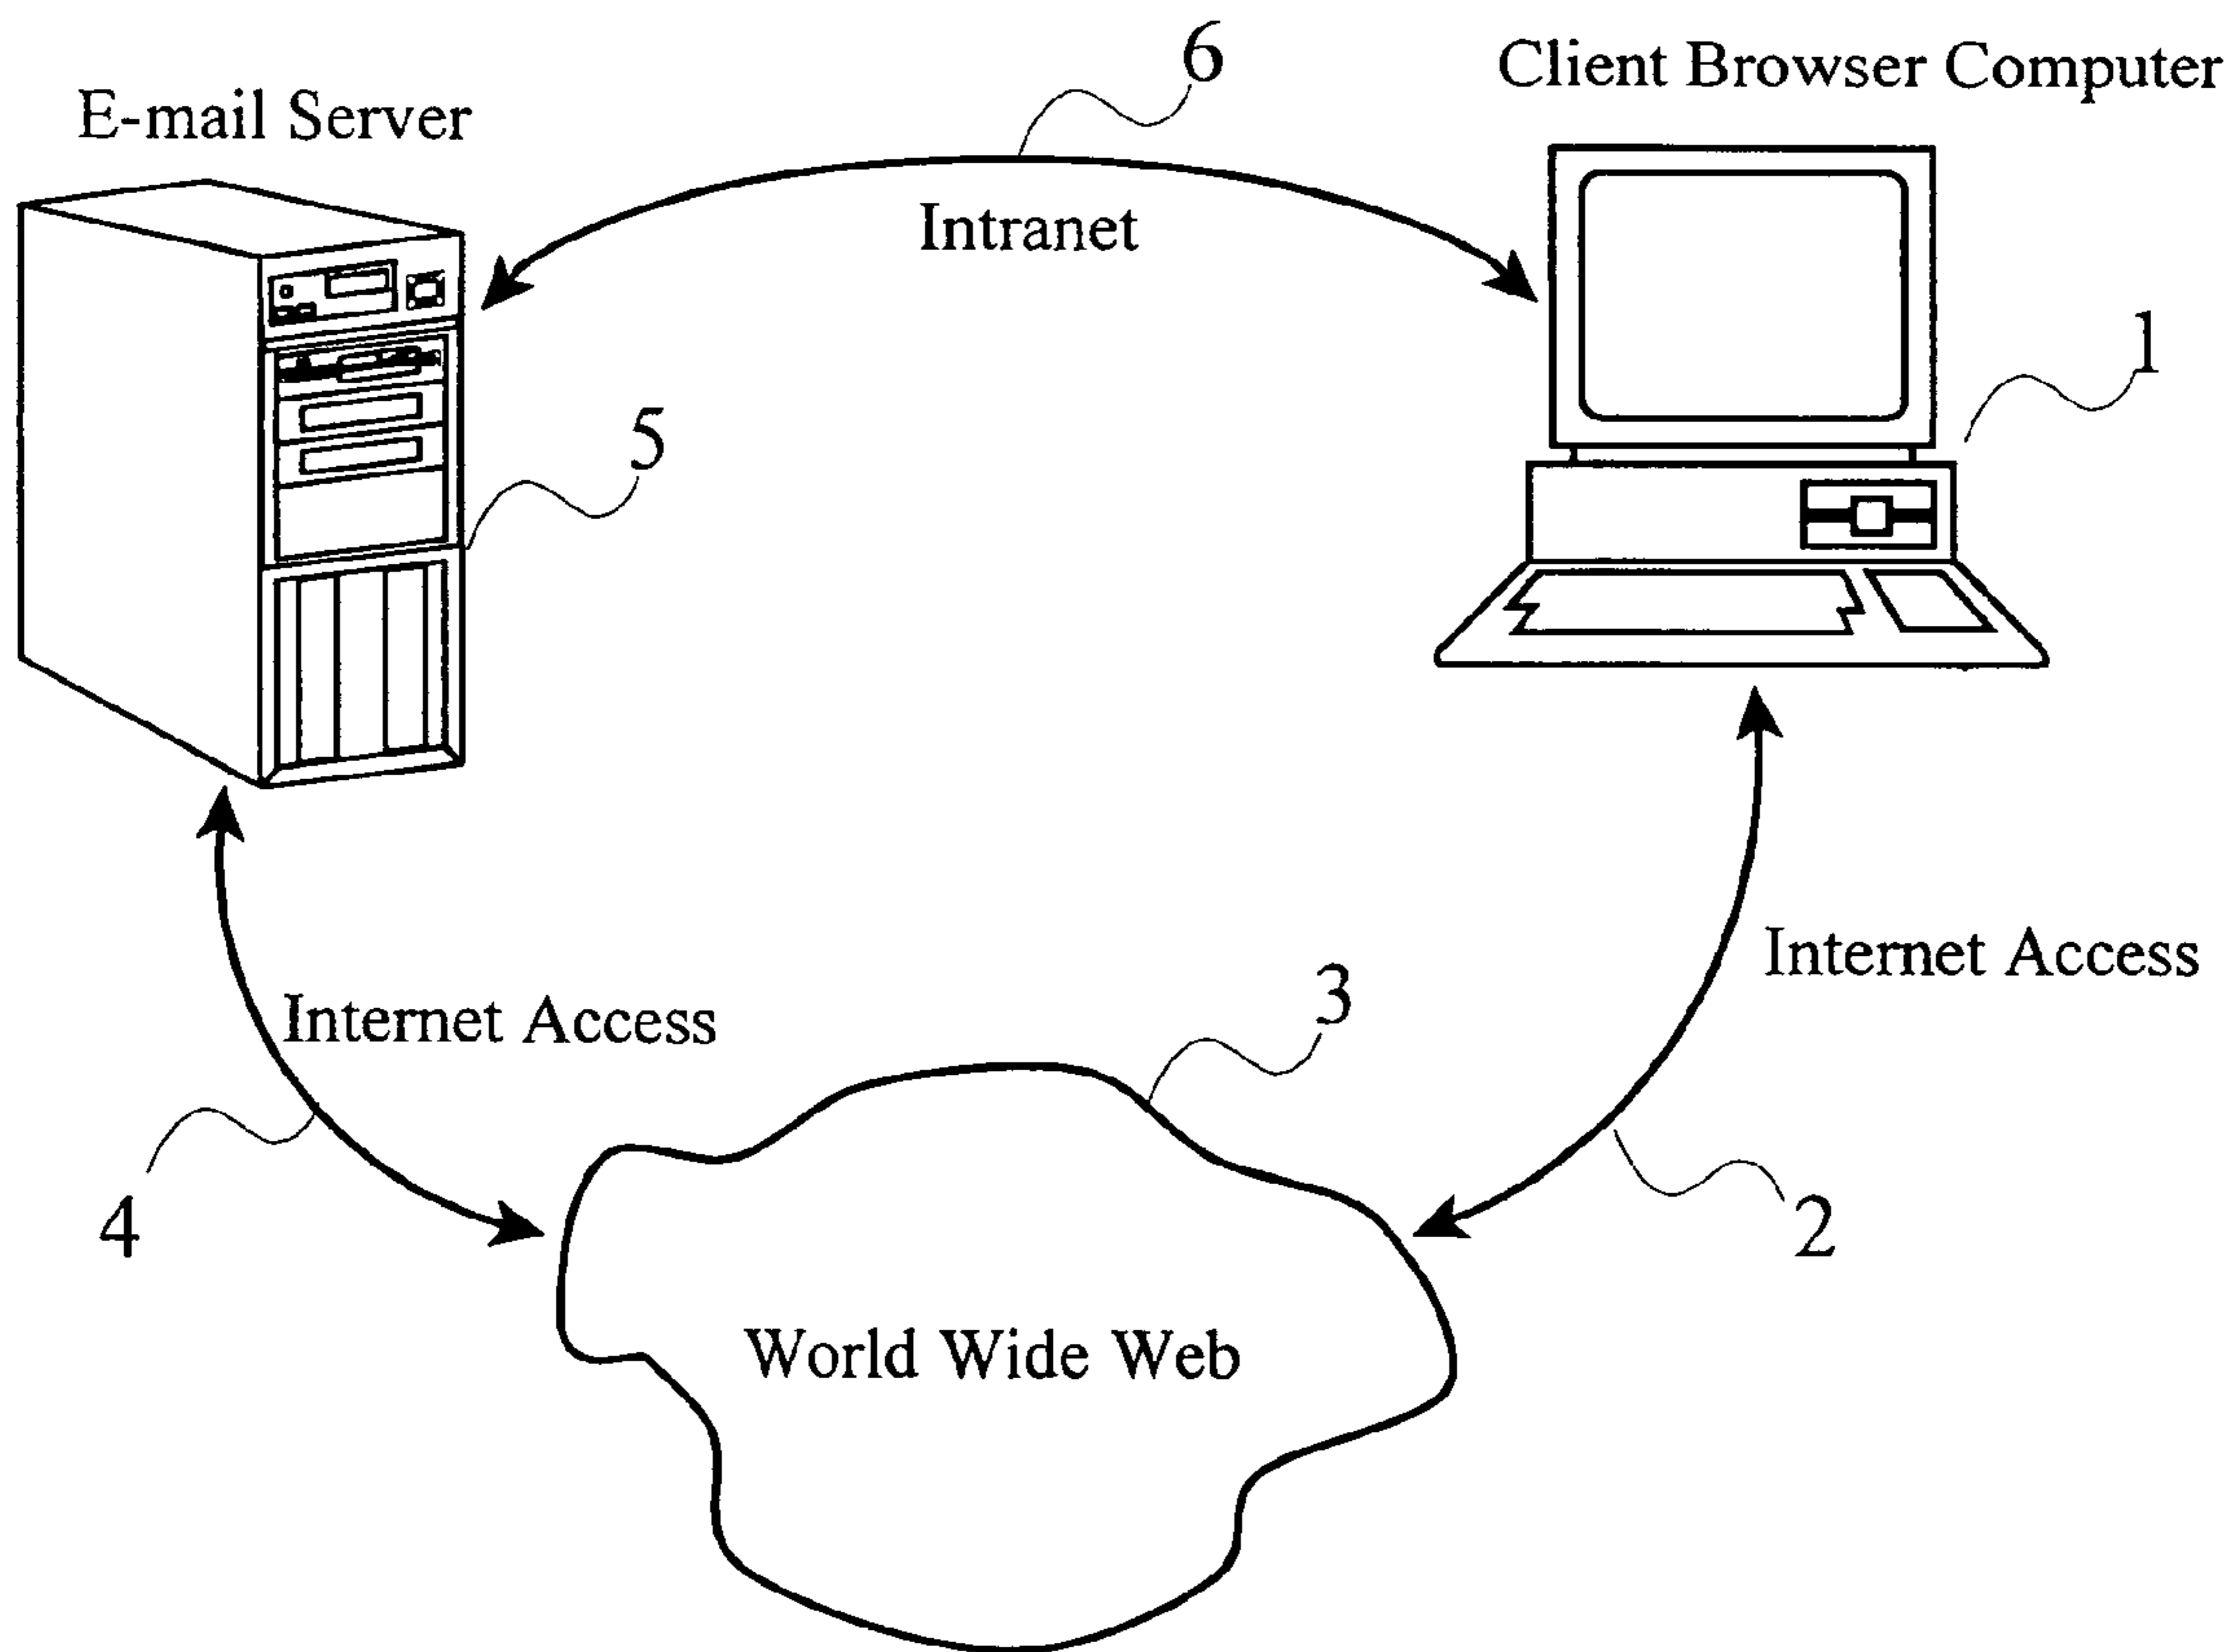 6
Client Browser Computer
E-mail Server
Intranet
1
5
Internet Access
3
Internet Access
4
2
World Wide Web